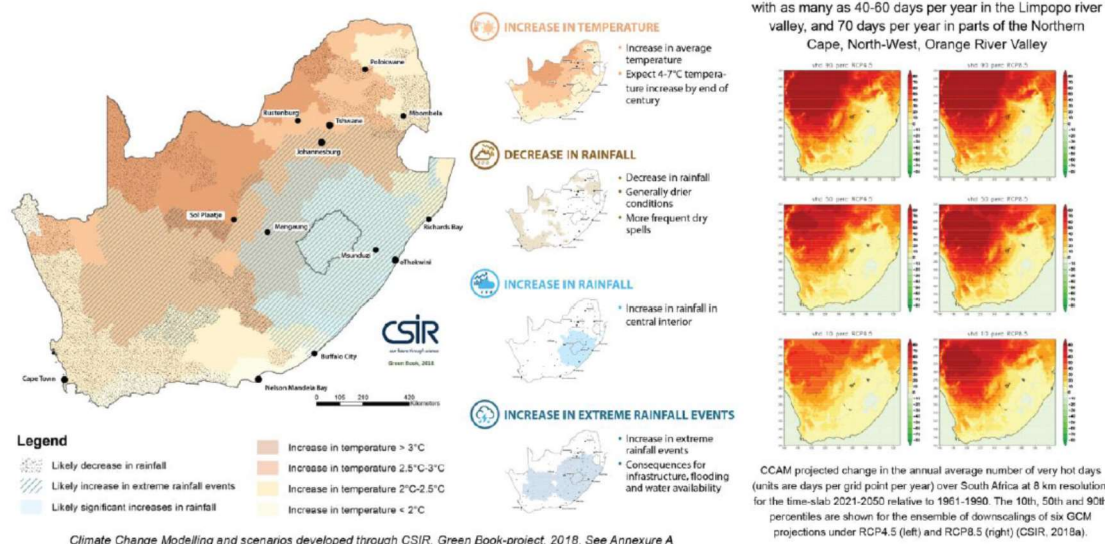 Polokwane
Rustenburg
Tshwane
Mbombela
Johannesburg
Sol Plaatje
Mangaung
Richards Bay
Msunduzi
eThekwini
CSIR
Green Book, 2018
Buffalo City
Cape Town
Nelson Mandela Bay
Kilometers
Legend
Likely decrease in rainfall
Likely increase in extreme rainfall events
Likely significant increases in rainfall
Increase in temperature > 3°C
Increase in temperature 2.5°C-3°C
Increase in temperature 2°C-2.5°C
Increase in temperature < 2°C
Climate Change Modelling and scenarios developed through CSIR, Green Book-project, 2018. See Annexure A
INCREASE IN TEMPERATURE
• Increase in average
temperature
• Expect 4-7°C tempera-
ture increase by end of
century
DECREASE IN RAINFALL
• Decrease in rainfall
• Generally drier
conditions
• More frequent dry
spells
INCREASE IN RAINFALL
• Increase in rainfall in
central interior
INCREASE IN EXTREME RAINFALL EVENTS
• Increase in extreme
rainfall events
• Consequences for
infrastructure, flooding
and water availability
with as many as 40-60 days per year in the Limpopo river
valley, and 70 days per year in parts of the Northern
Cape, North-West, Orange River Valley
CCAM projected change in the annual average number of very hot days
(units are days per grid point per year) over South Africa at 8 km resolution
for the time-slab 2021-2050 relative to 1961-1990. The 10th, 50th and 90th
percentiles are shown for the ensemble of downscalings of six GCM
projections under RCP4.5 (left) and RCP8.5 (right) (CSIR, 2018a).